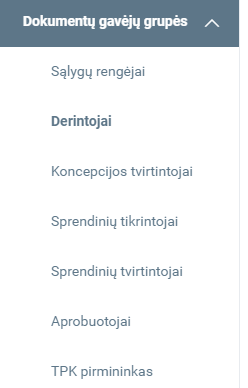 Dokumentų gavėjų grupės
Sąlygų rengėjai
Derintojai
Koncepcijos tvirtintojai
Sprendinių tikrintojai
Sprendinių tvirtintojai
Aprobuotojai
TPK pirmininkas